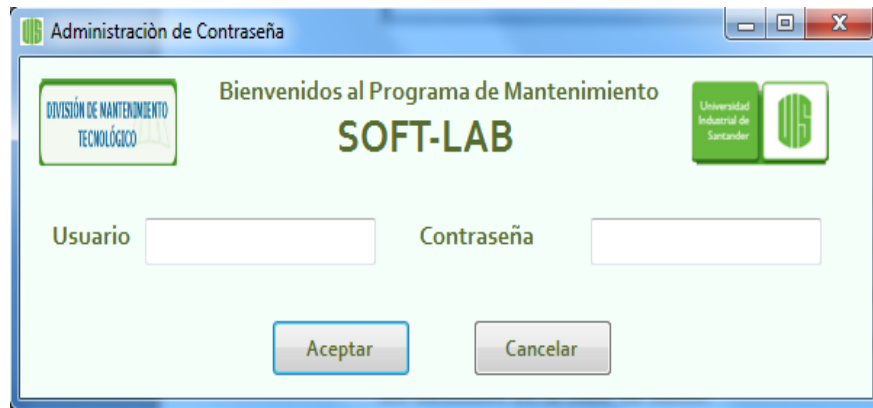 Administraciòn de Contraseña
DIVISIÓN DE MANTENIMIENTO
TECNOLÓGICO
Bienvenidos al Programa de Mantenimiento
SOFT-LAB
Universidad
Industrial de
Santander
UIS
Usuario
Contraseña
Aceptar
Cancelar